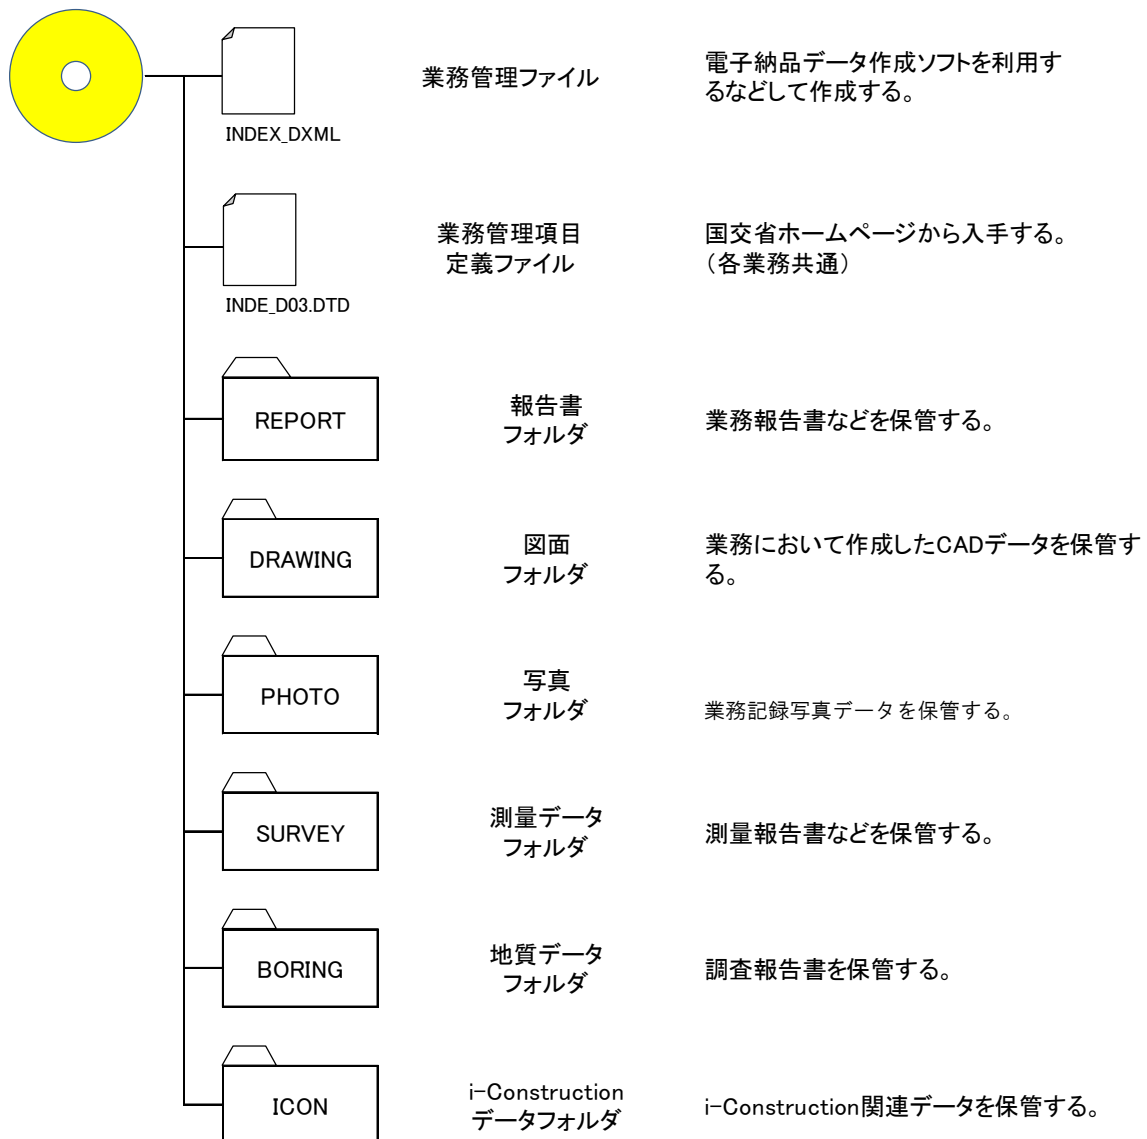 業務管理ファイル
電子納品データ作成ソフトを利用す
るなどして作成する。
INDEX_DXML
業務管理項目
定義ファイル
国交省ホームページから入手する。
（各業務共通）
INDE_D03.DTD
REPORT
報告書
フォルダ
業務報告書などを保管する。
DRAWING
図面
フォルダ
業務において作成したCADデータを保管す
る。
PHOTO
写真
フォルダ
業務記録写真データを保管する。
SURVEY
測量データ
フォルダ
測量報告書などを保管する。
BORING
地質データ
フォルダ
調査報告書を保管する。
ICON
i-Construction
データフォルダ
i-Construction関連データを保管する。